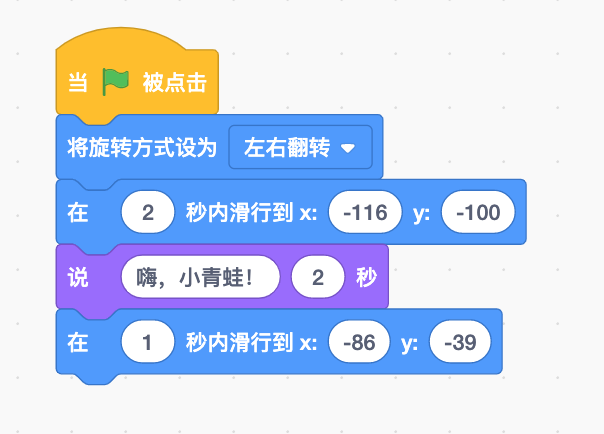 当 被点击
将旋转方式设为 左右翻转
在 2 秒内滑行到 x: -116 y: -100
说 嗨，小青蛙！ 2 秒
在 1 秒内滑行到 x: -86 y: -39